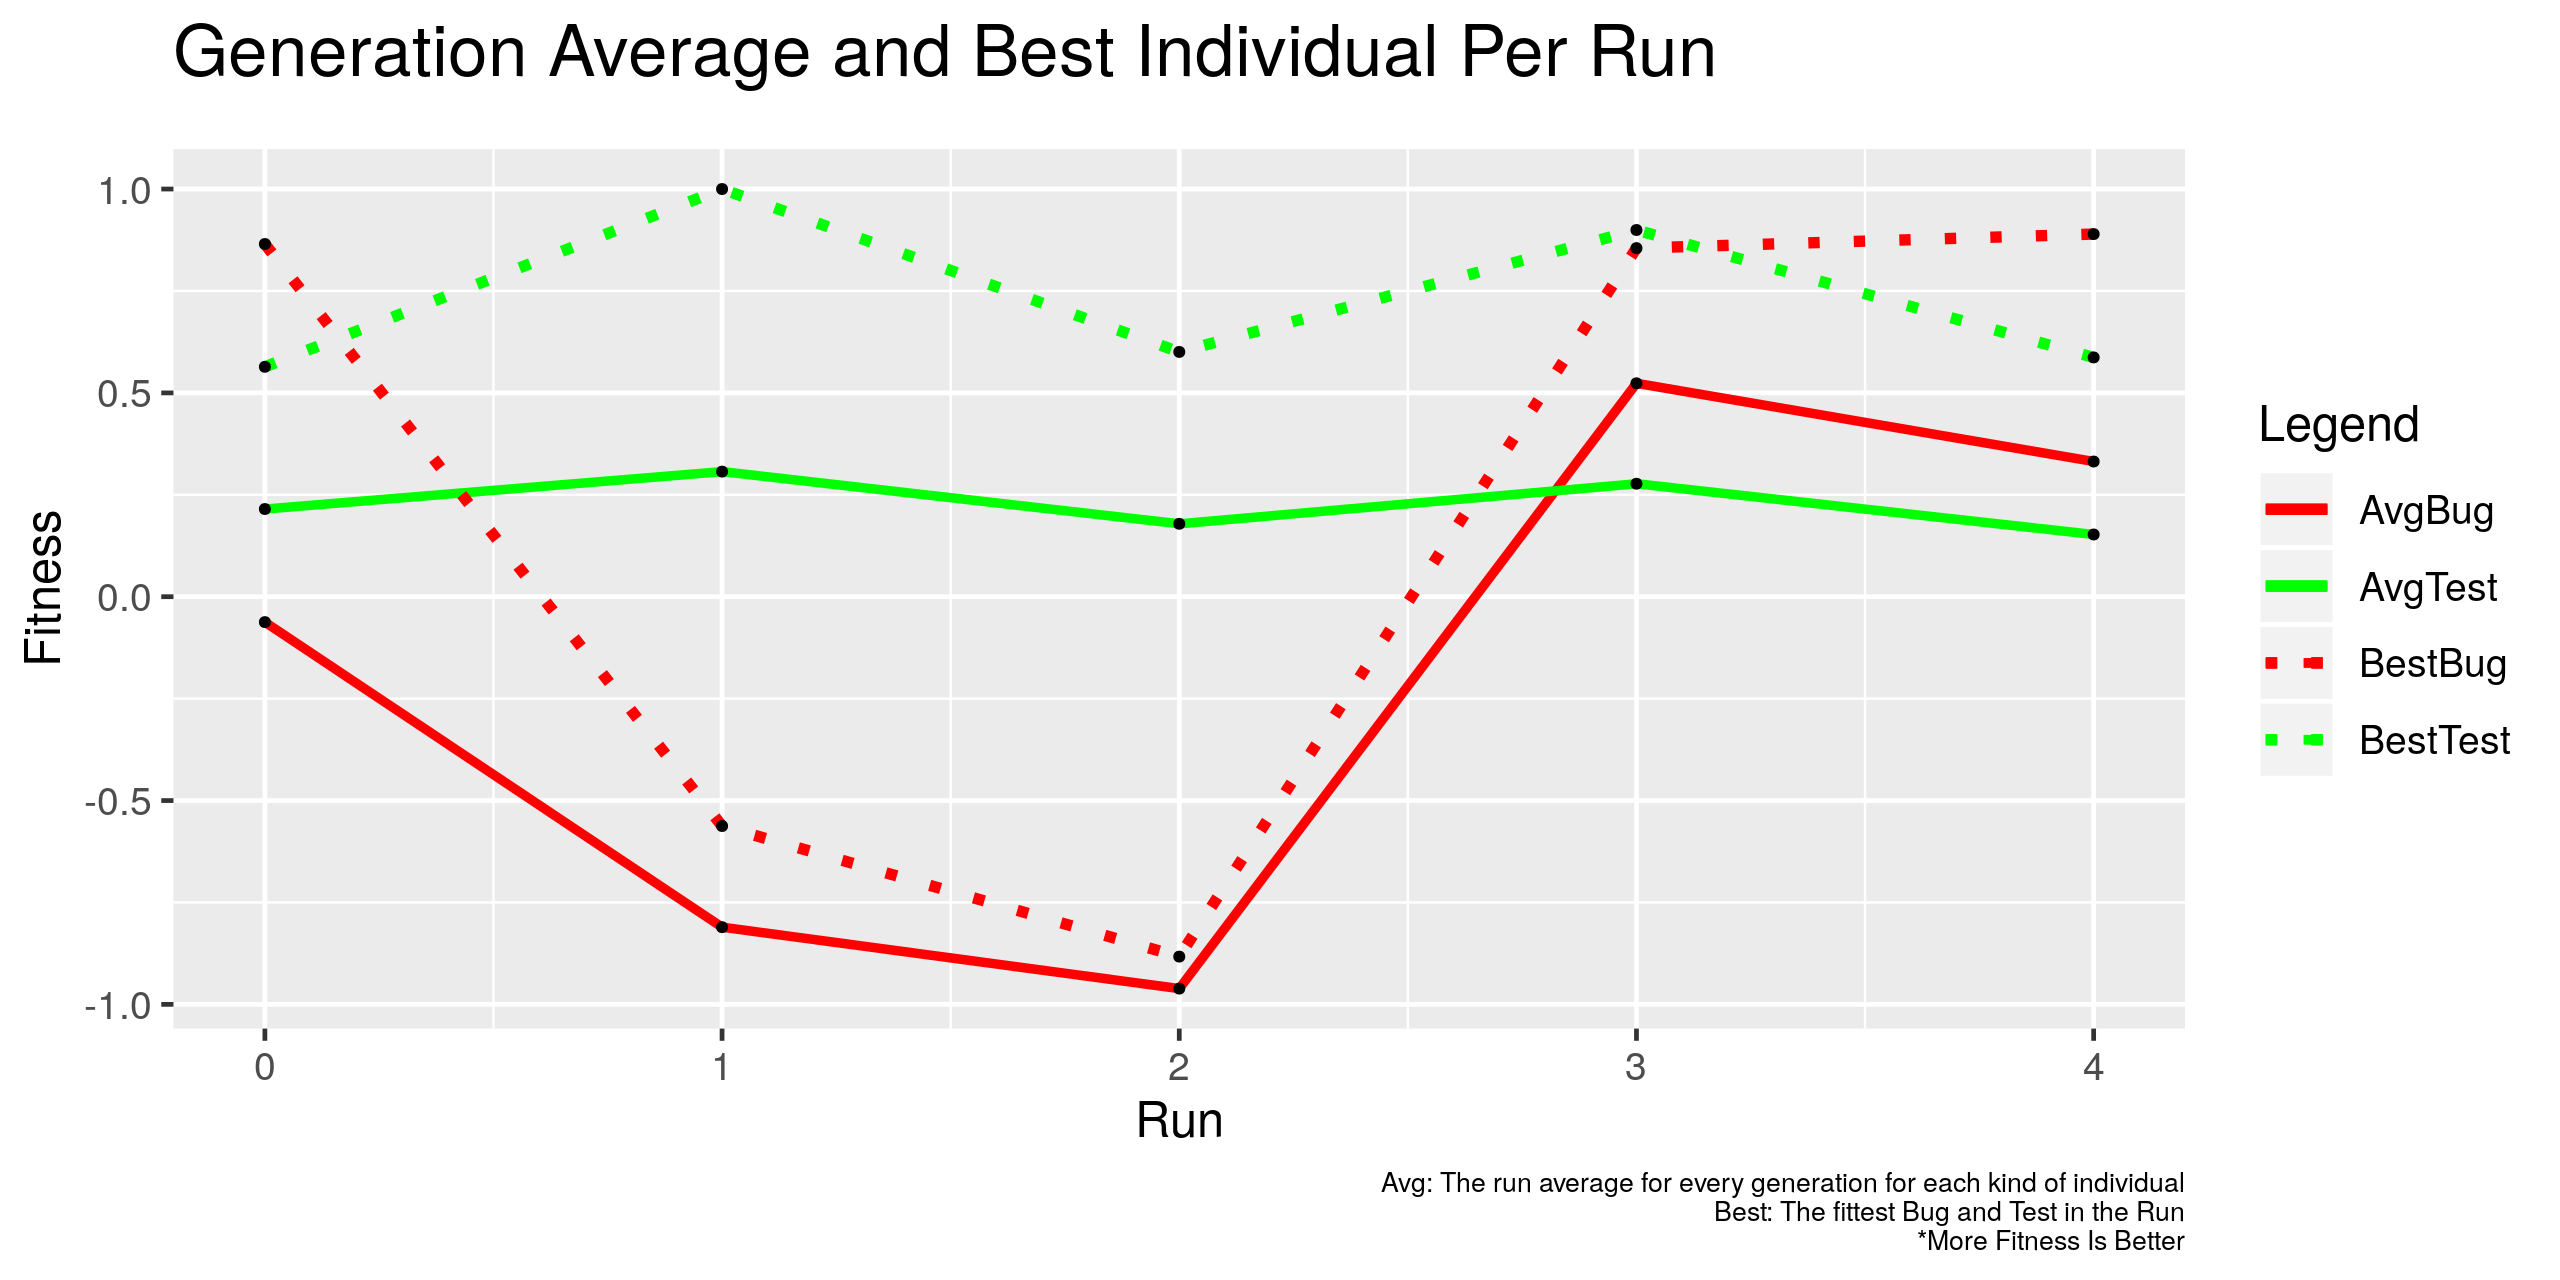 Generation Average and Best Individual Per Run
1.0
0.5
0.0
-0.5
-1.0
Fitness
0 1 2 3 4
Run
Legend
AvgBug
AvgTest
BestBug
BestTest
Avg: The run average for every generation for each kind of individual
Best: The fittest Bug and Test in the Run
*More Fitness Is Better